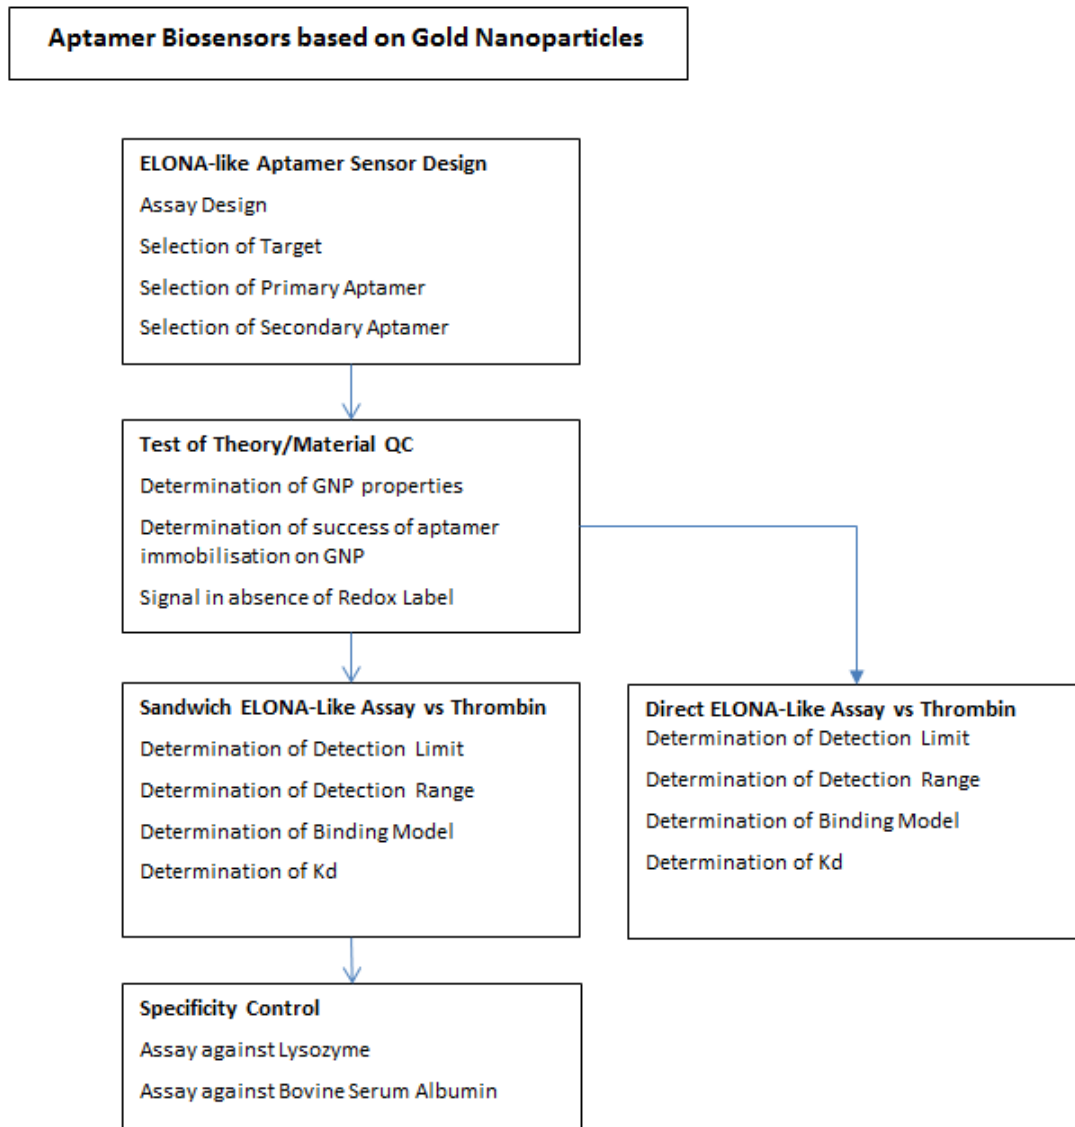 Aptamer Biosensors based on Gold Nanoparticles
ELONA-like Aptamer Sensor Design
Assay Design
Selection of Target
Selection of Primary Aptamer
Selection of Secondary Aptamer
Test of Theory/Material QC
Determination of GNP properties
Determination of success of aptamer
immobilisation on GNP
Signal in absence of Redox Label
Sandwich ELONA-Like Assay vs Thrombin
Determination of Detection Limit
Determination of Detection Range
Determination of Binding Model
Determination of Kd
Direct ELONA-Like Assay vs Thrombin
Determination of Detection Limit
Determination of Detection Range
Determination of Binding Model
Determination of Kd
Specificity Control
Assay against Lysozyme
Assay against Bovine Serum Albumin